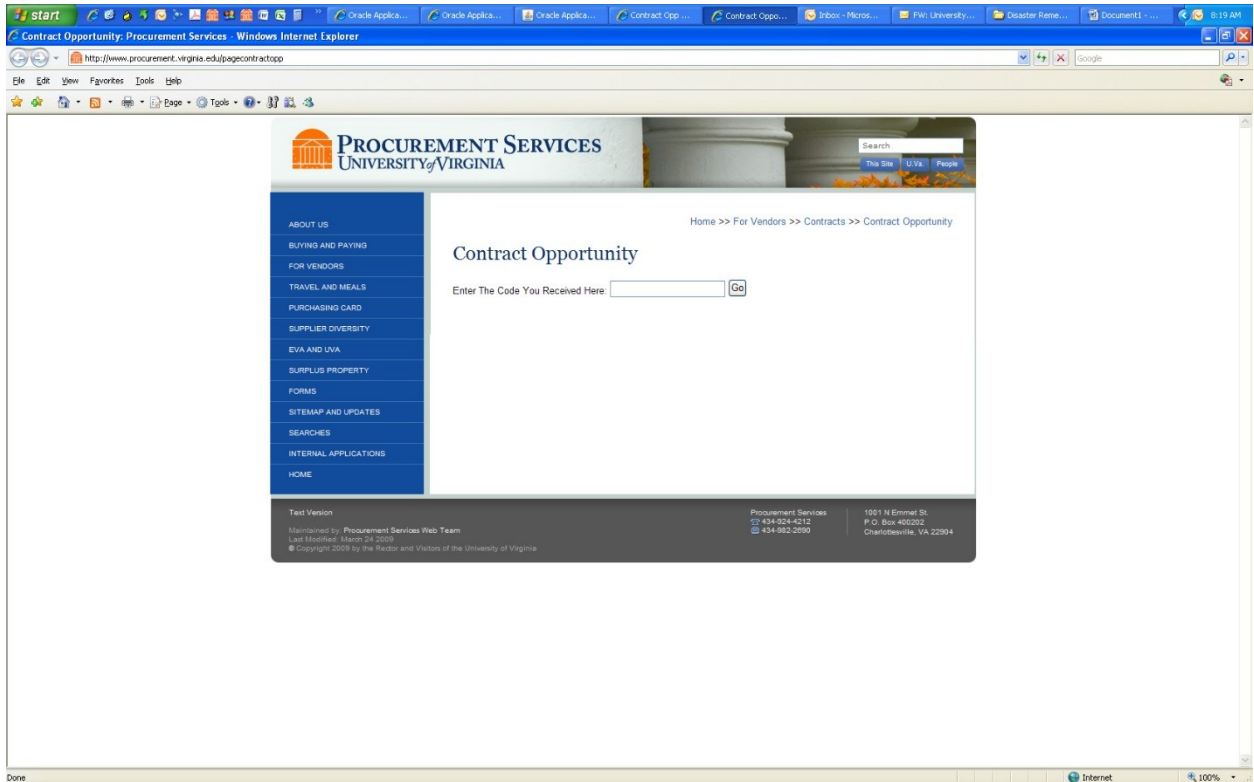 start
Oracle Applica...
Oracle Applica...
Oracle Applica...
Contract Opp ...
Contract Oppo...
Inbox - Micros...
FW: University...
Disaster Reme...
Document1 - ...
8:19 AM
Contract Opportunity: Procurement Services - Windows Internet Explorer
http://www.procurement.virginia.edu/pagecontractopp
Google
File Edit View Favorites Tools Help
Page Tools
PROCUREMENT SERVICES
UNIVERSITY of VIRGINIA
Search
This Site U.Va. People
Home >> For Vendors >> Contracts >> Contract Opportunity
ABOUT US
BUYING AND PAYING
FOR VENDORS
TRAVEL AND MEALS
PURCHASING CARD
SUPPLIER DIVERSITY
EVA AND UVA
SURPLUS PROPERTY
FORMS
SITEMAP AND UPDATES
SEARCHES
INTERNAL APPLICATIONS
HOME
Contract Opportunity
Enter The Code You Received Here: Go
Text Version
Maintained by: Procurement Services Web Team
Last Modified: March 24 2009
© Copyright 2009 by the Rector and Visitors of the University of Virginia
Procurement Services
434-924-4212
434-982-2690
1001 N Emmet St.
P.O. Box 400202
Charlottesville, VA 22904
Done
Internet
100%